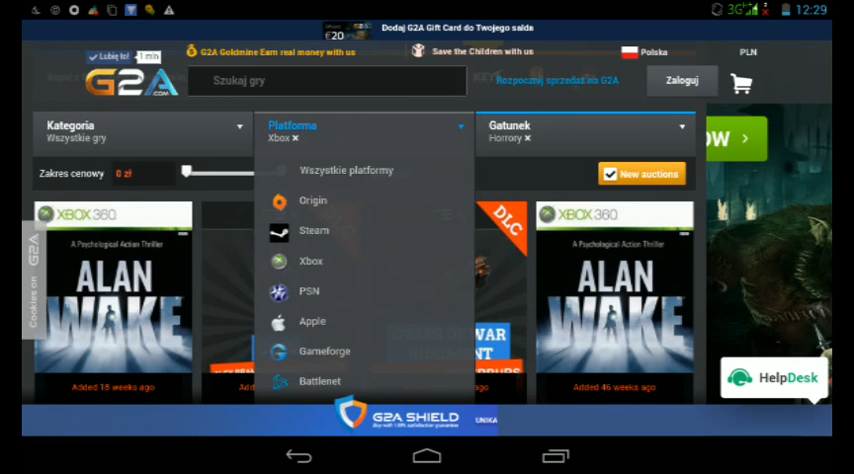 3G
12:29
Dodaj G2A Gift Card do Twojego salda
€20
Lubię to! 1 mln
G2A Goldmine Earn real money with us
Save the Children with us
Polska
PLN
G2A.COM
Szukaj gry
Rozpocznij sprzedaż na G2A
Zaloguj
Kategoria
Wszystkie gry
Platforma
Xbox ×
Gatunek
Horrory ×
OW >
Zakres cenowy 0 zł
New auctions
Wszystkie platformy
Origin
Steam
Xbox
PSN
Apple
Gameforge
Battlenet
XBOX 360
A Psychological Action Thriller
ALAN
WAKE
Added 18 weeks ago
DLC
XBOX 360
A Psychological Action Thriller
ALAN
WAKE
Added 46 weeks ago
Cookies on G2A
HelpDesk
G2A SHIELD
UNIKA